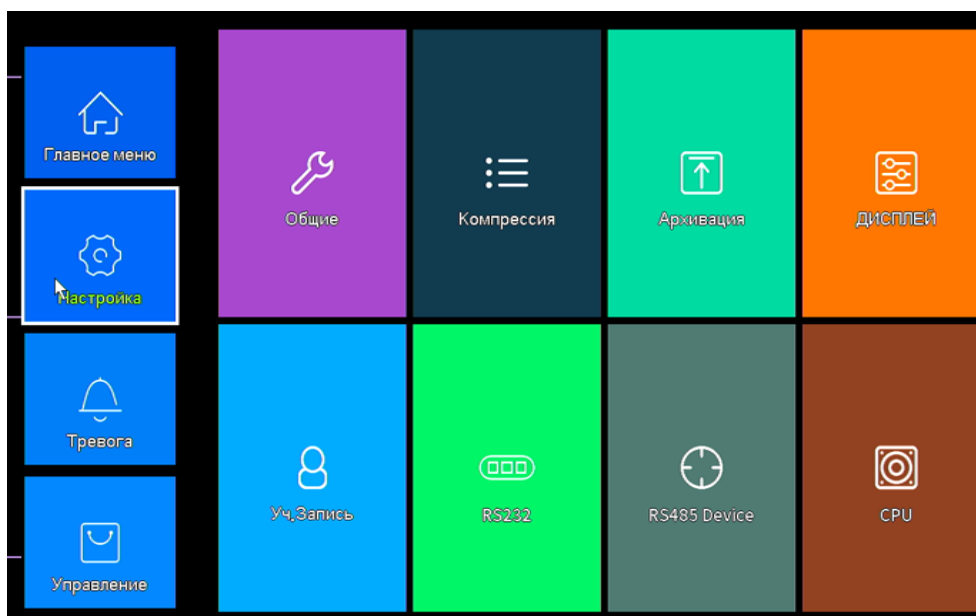 Главное меню
Настройка
Тревога
Управление
Общие
Компрессия
Архивация
ДИСПЛЕЙ
Уч.Запись
RS232
RS485 Device
CPU